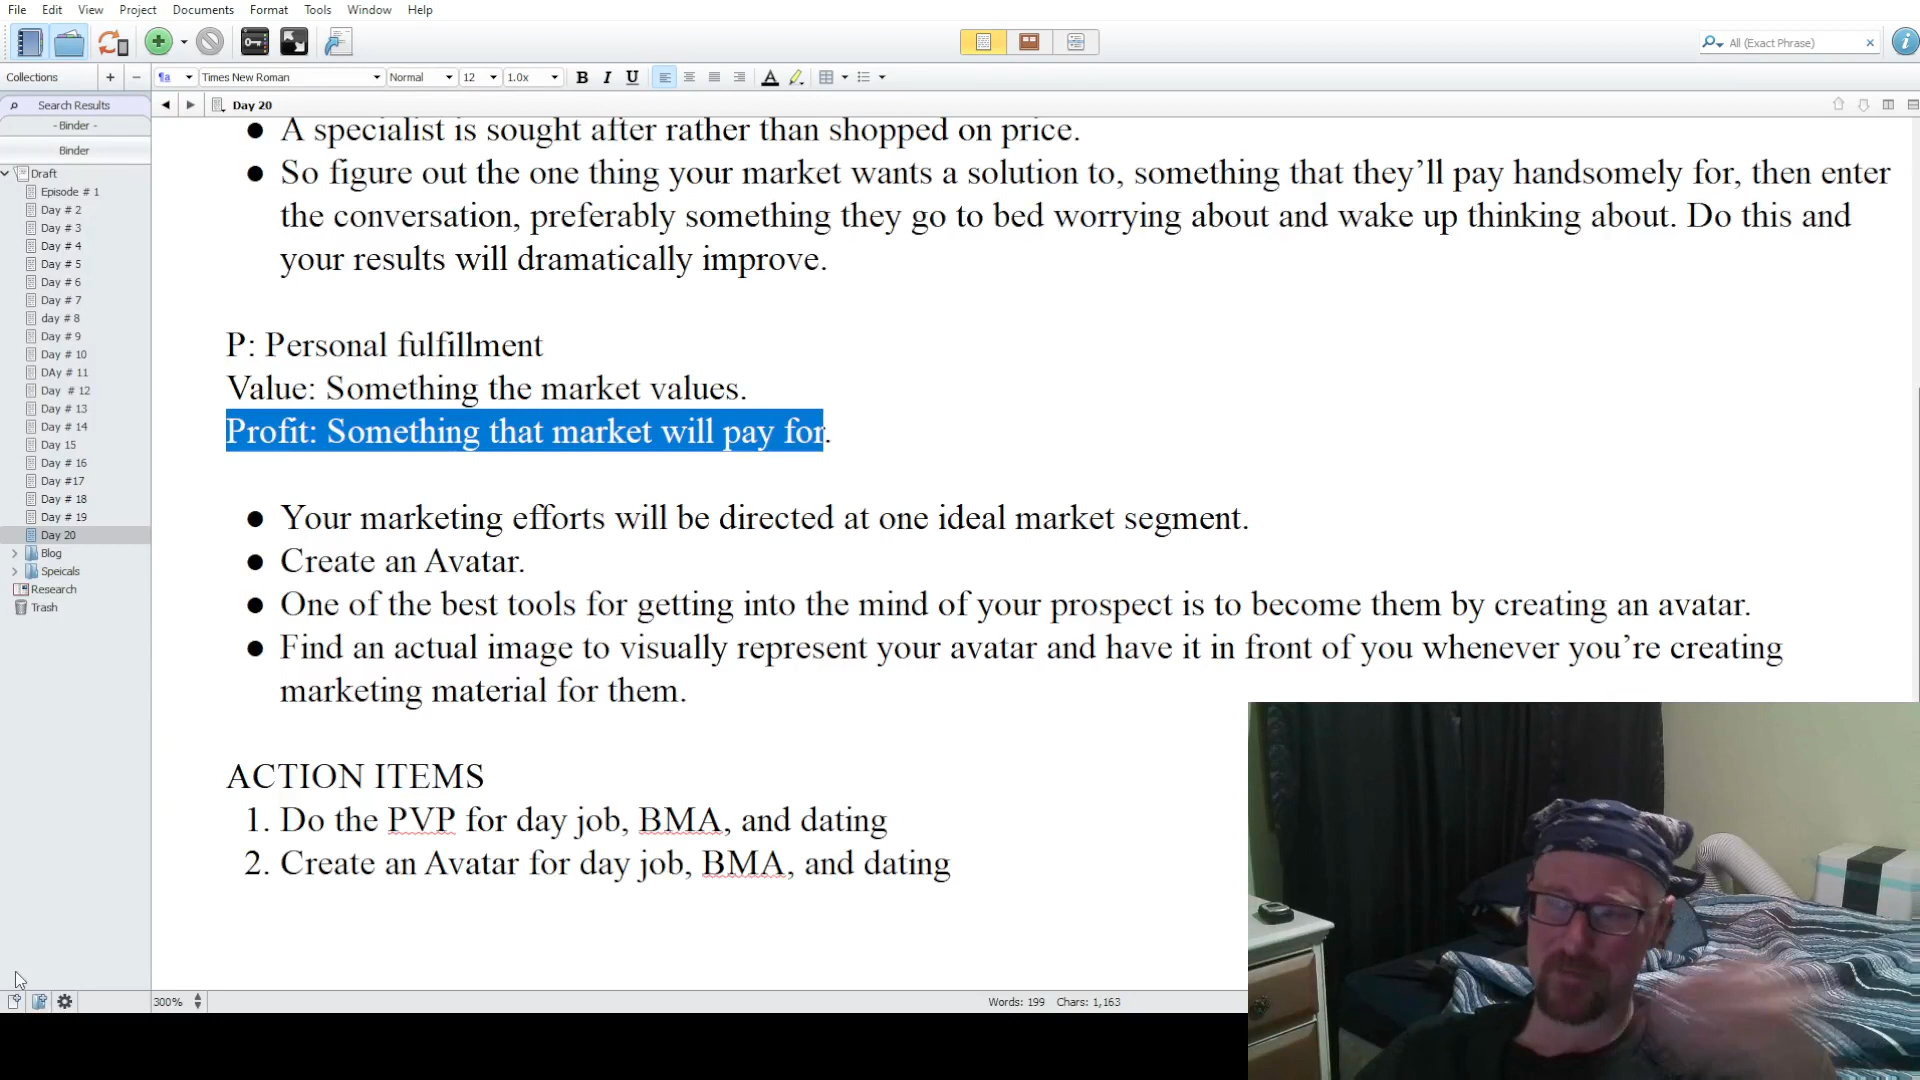 File Edit View Project Documents Format Tools Window Help
All (Exact Phrase)
Collections
Times New Roman Normal 12 1.0x B I U A
Search Results
- Binder -
Binder
Day 20
Draft
Episode # 1
Day # 2
Day # 3
Day # 4
Day # 5
Day # 6
Day # 7
day # 8
Day # 9
Day # 10
DAy # 11
Day # 12
Day # 13
Day # 14
Day 15
Day # 16
Day #17
Day # 18
Day # 19
Day 20
Blog
Speicals
Research
Trash
● A specialist is sought after rather than shopped on price.
● So figure out the one thing your market wants a solution to, something that they’ll pay handsomely for, then enter
the conversation, preferably something they go to bed worrying about and wake up thinking about. Do this and
your results will dramatically improve.
P: Personal fulfillment
Value: Something the market values.
Profit: Something that market will pay for.
● Your marketing efforts will be directed at one ideal market segment.
● Create an Avatar.
● One of the best tools for getting into the mind of your prospect is to become them by creating an avatar.
● Find an actual image to visually represent your avatar and have it in front of you whenever you’re creating
marketing material for them.
ACTION ITEMS
1. Do the PVP for day job, BMA, and dating
2. Create an Avatar for day job, BMA, and dating
300%
Words: 199 Chars: 1,163